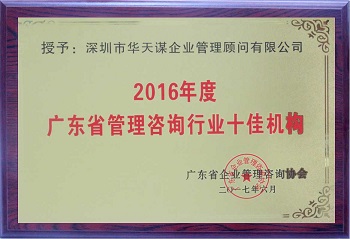 授予：深圳市华天谋企业管理顾问有限公司
2016年度
广东省管理咨询行业十佳机构
广东省企业管理咨询协会
二〇一七年六月